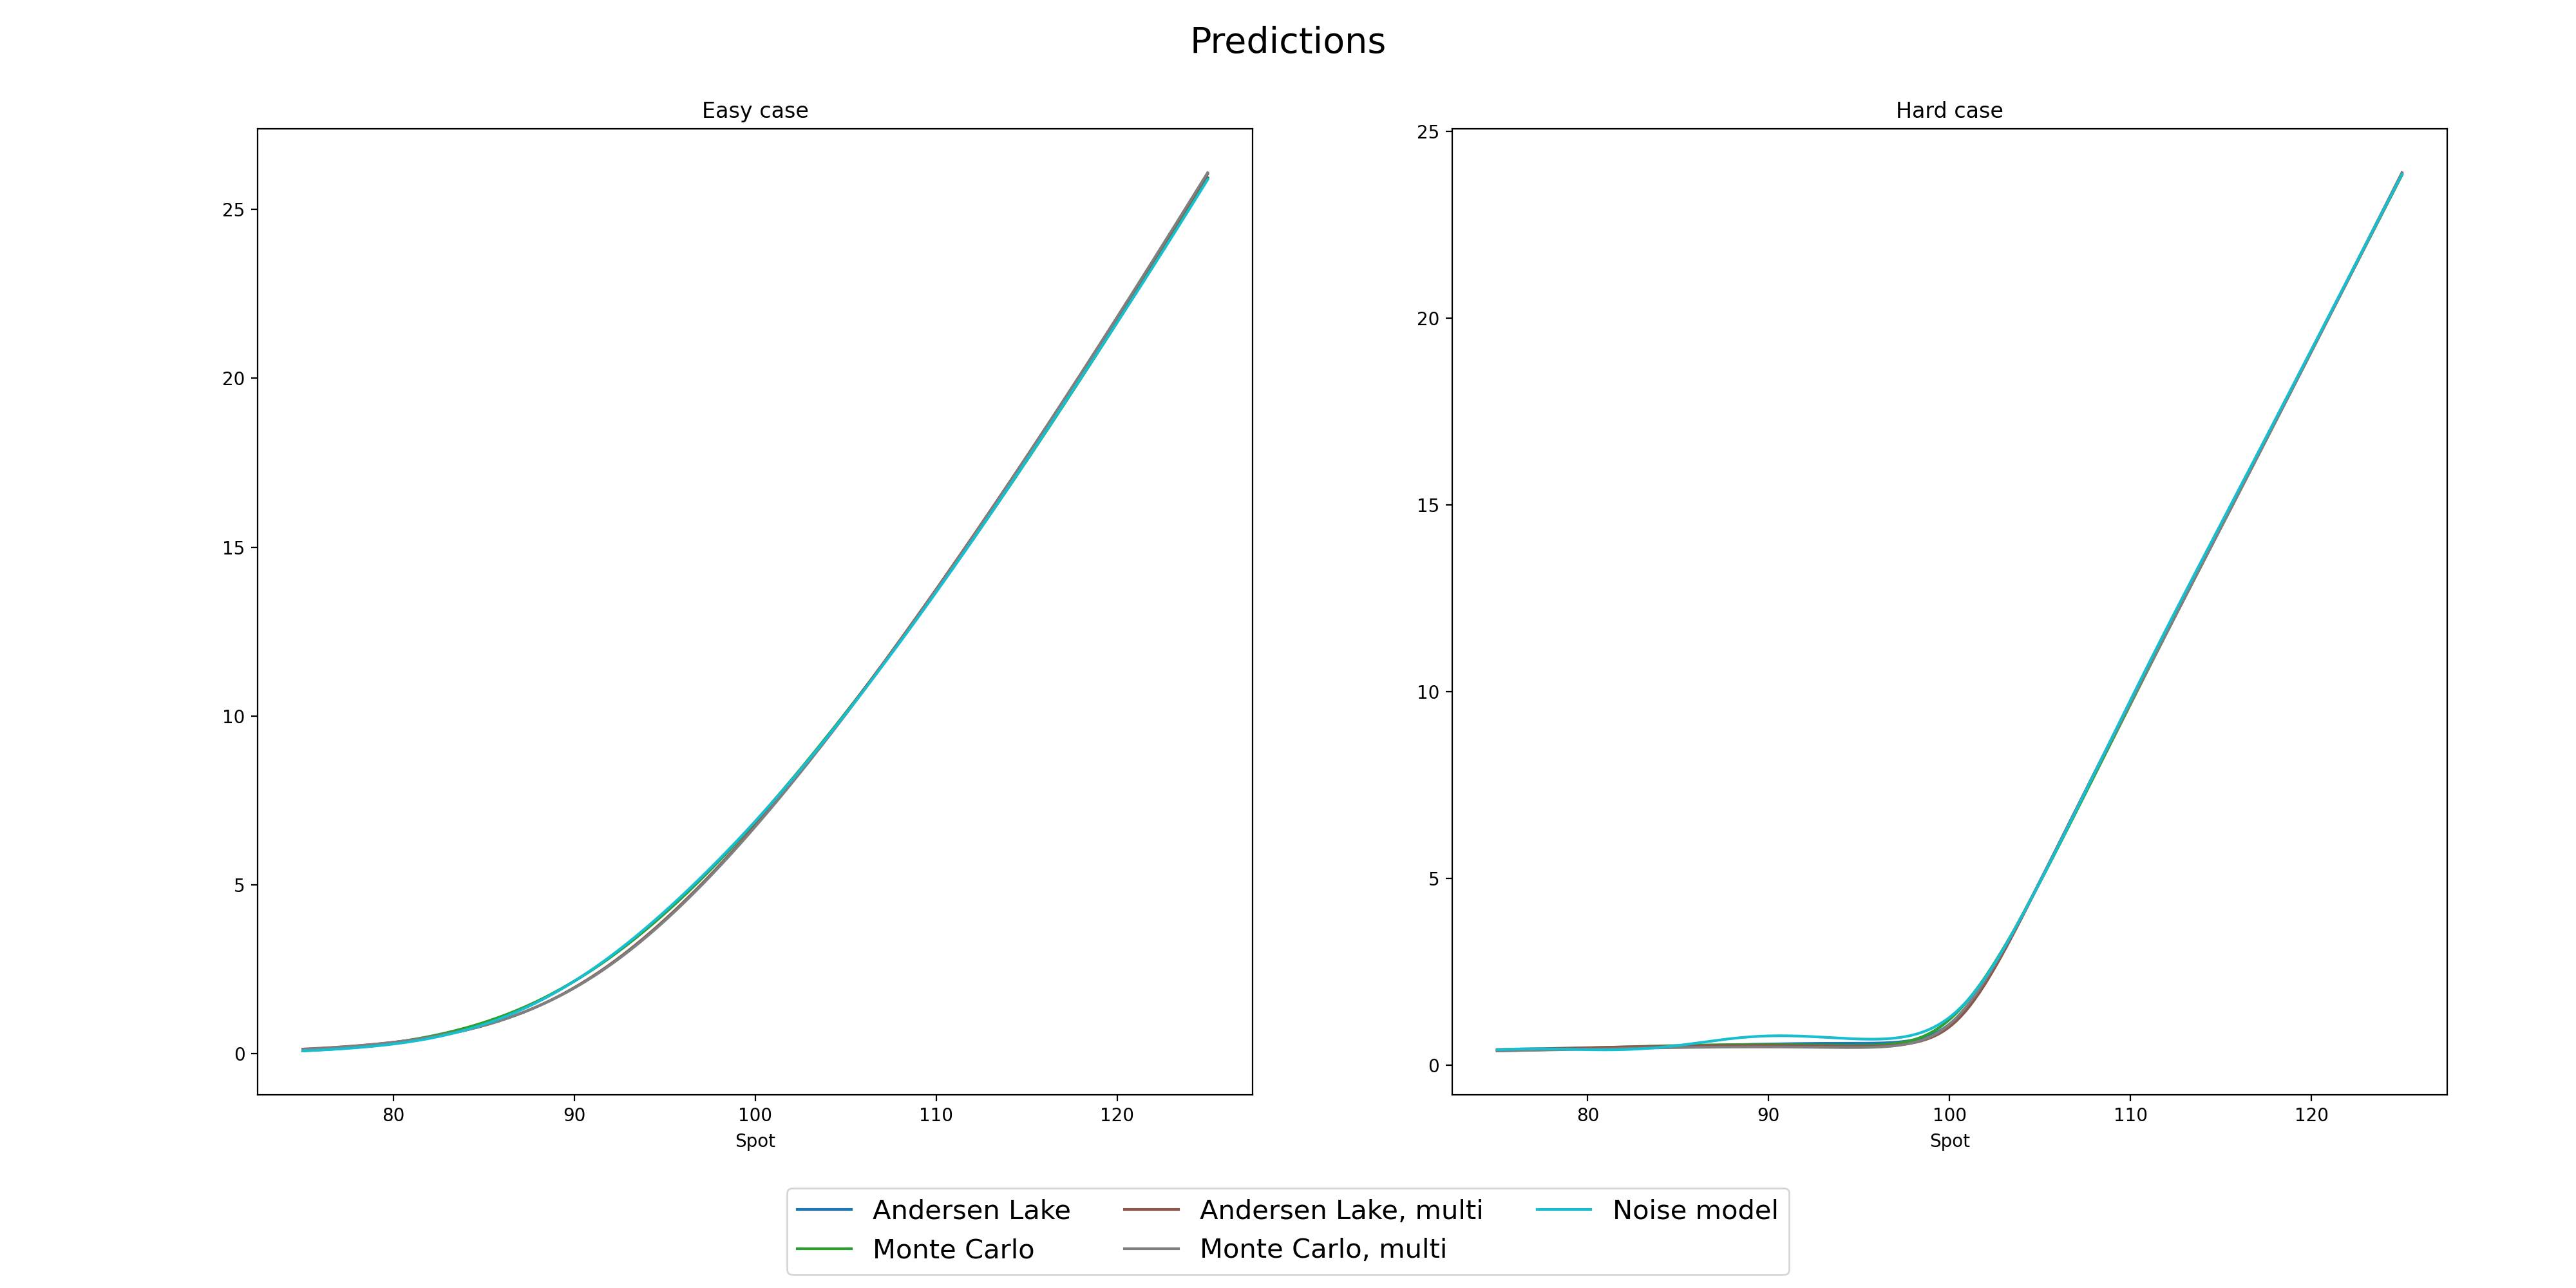 Predictions
Easy case
25
20
15
10
5
0
80 90 100 110 120
Spot
Hard case
25
20
15
10
5
0
80 90 100 110 120
Spot
Andersen Lake
Monte Carlo
Andersen Lake, multi
Monte Carlo, multi
Noise model